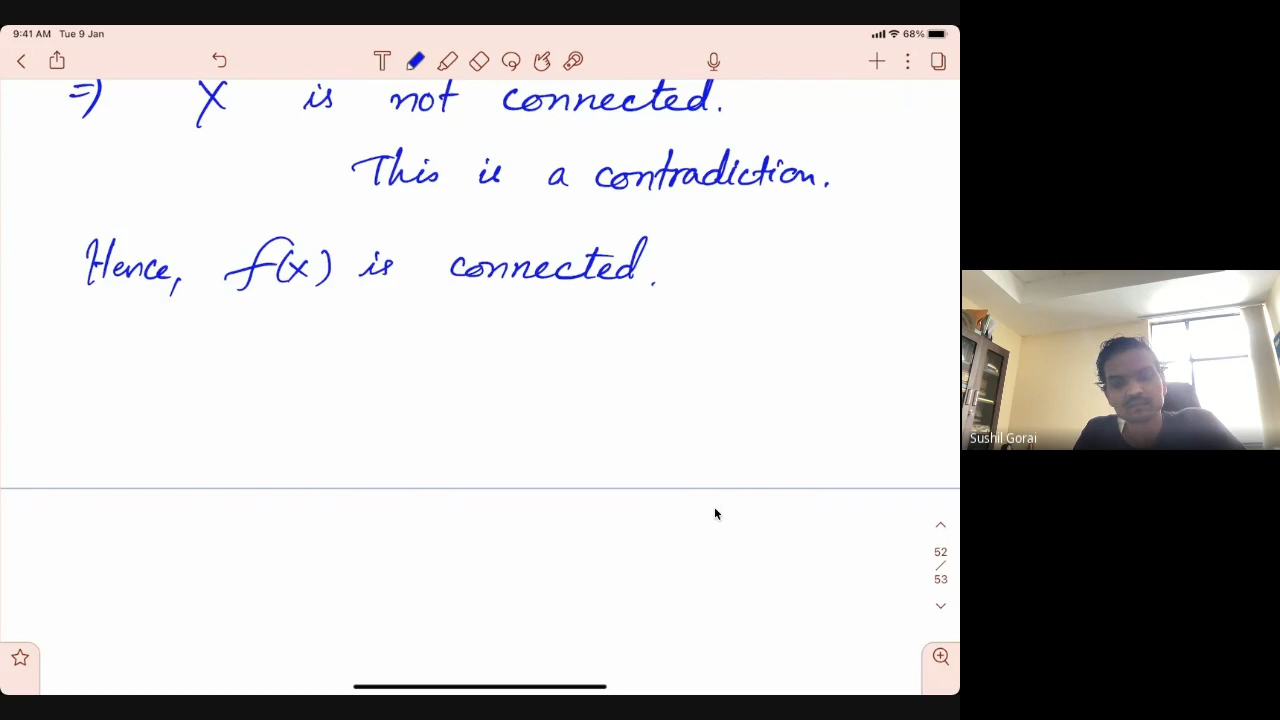 9:41 AM Tue 9 Jan
68%
=) X is not connected.
This is a contradiction.
Hence, f(x) is connected.
52
/
53
Sushil Gorai